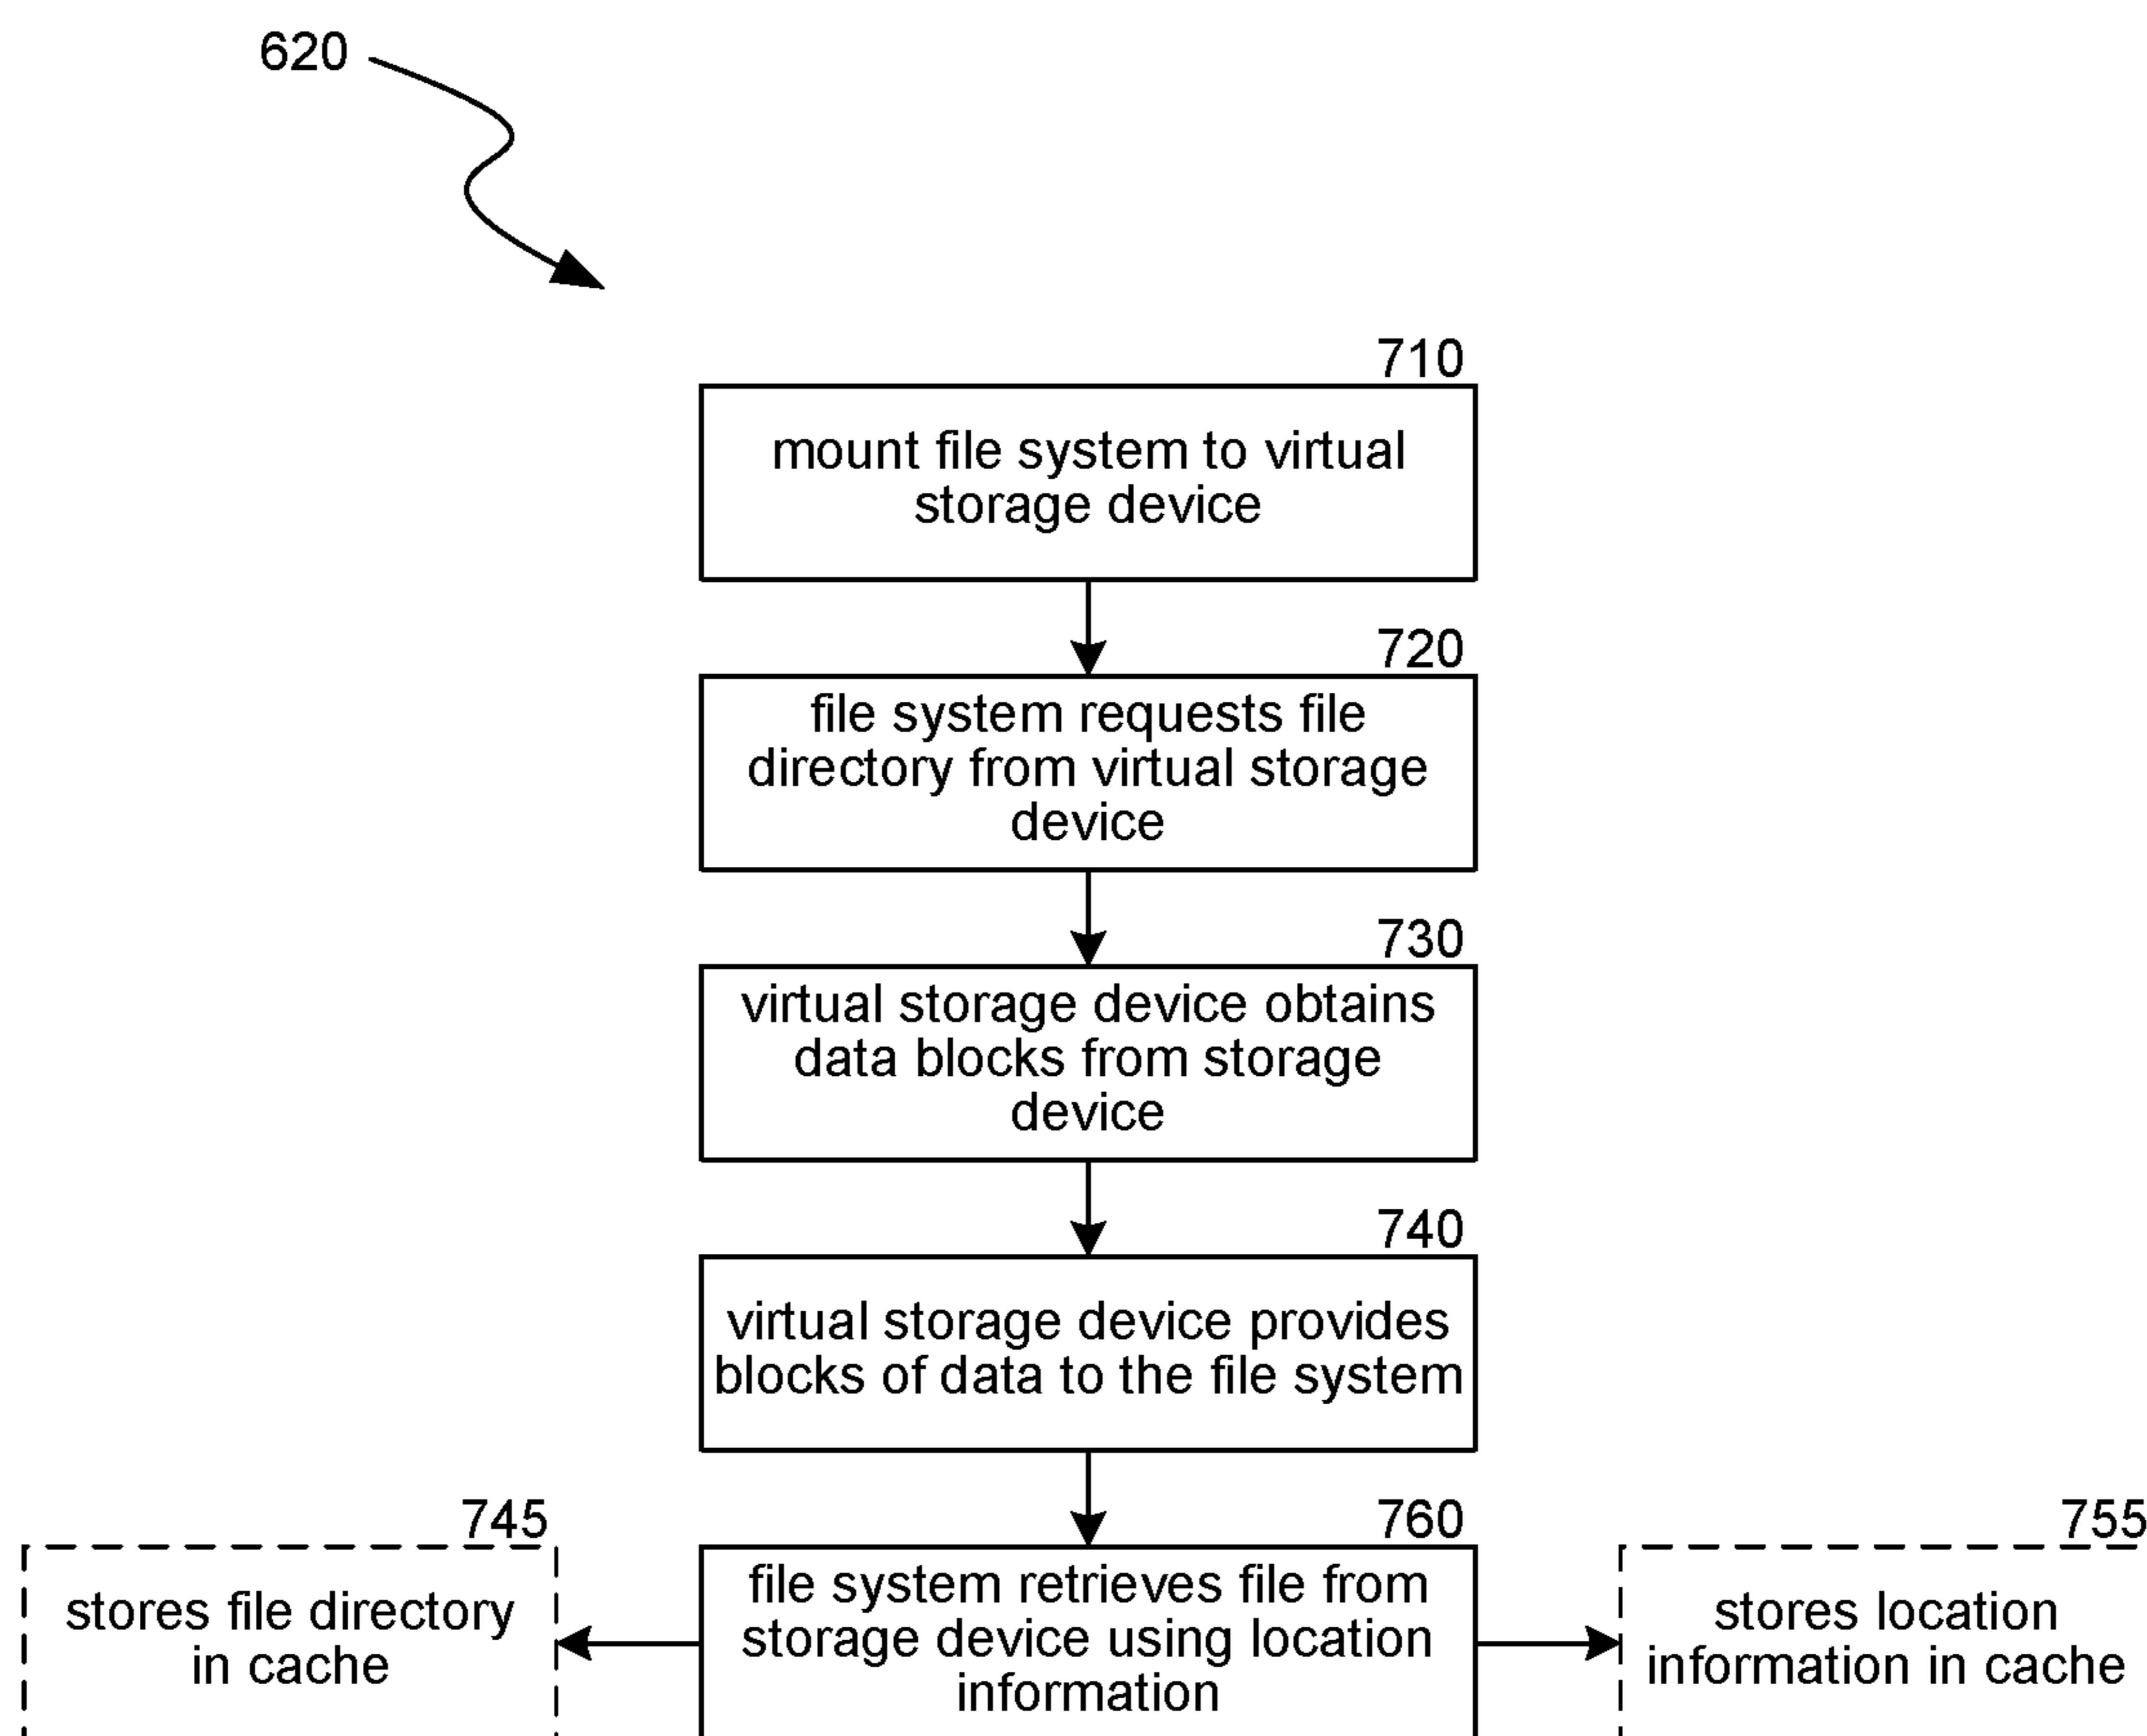 620
710
mount file system to virtual
storage device
720
file system requests file
directory from virtual storage
device
730
virtual storage device obtains
data blocks from storage
device
740
virtual storage device provides
blocks of data to the file system
745
stores file directory
in cache
760
file system retrieves file from
storage device using location
information
755
stores location
information in cache